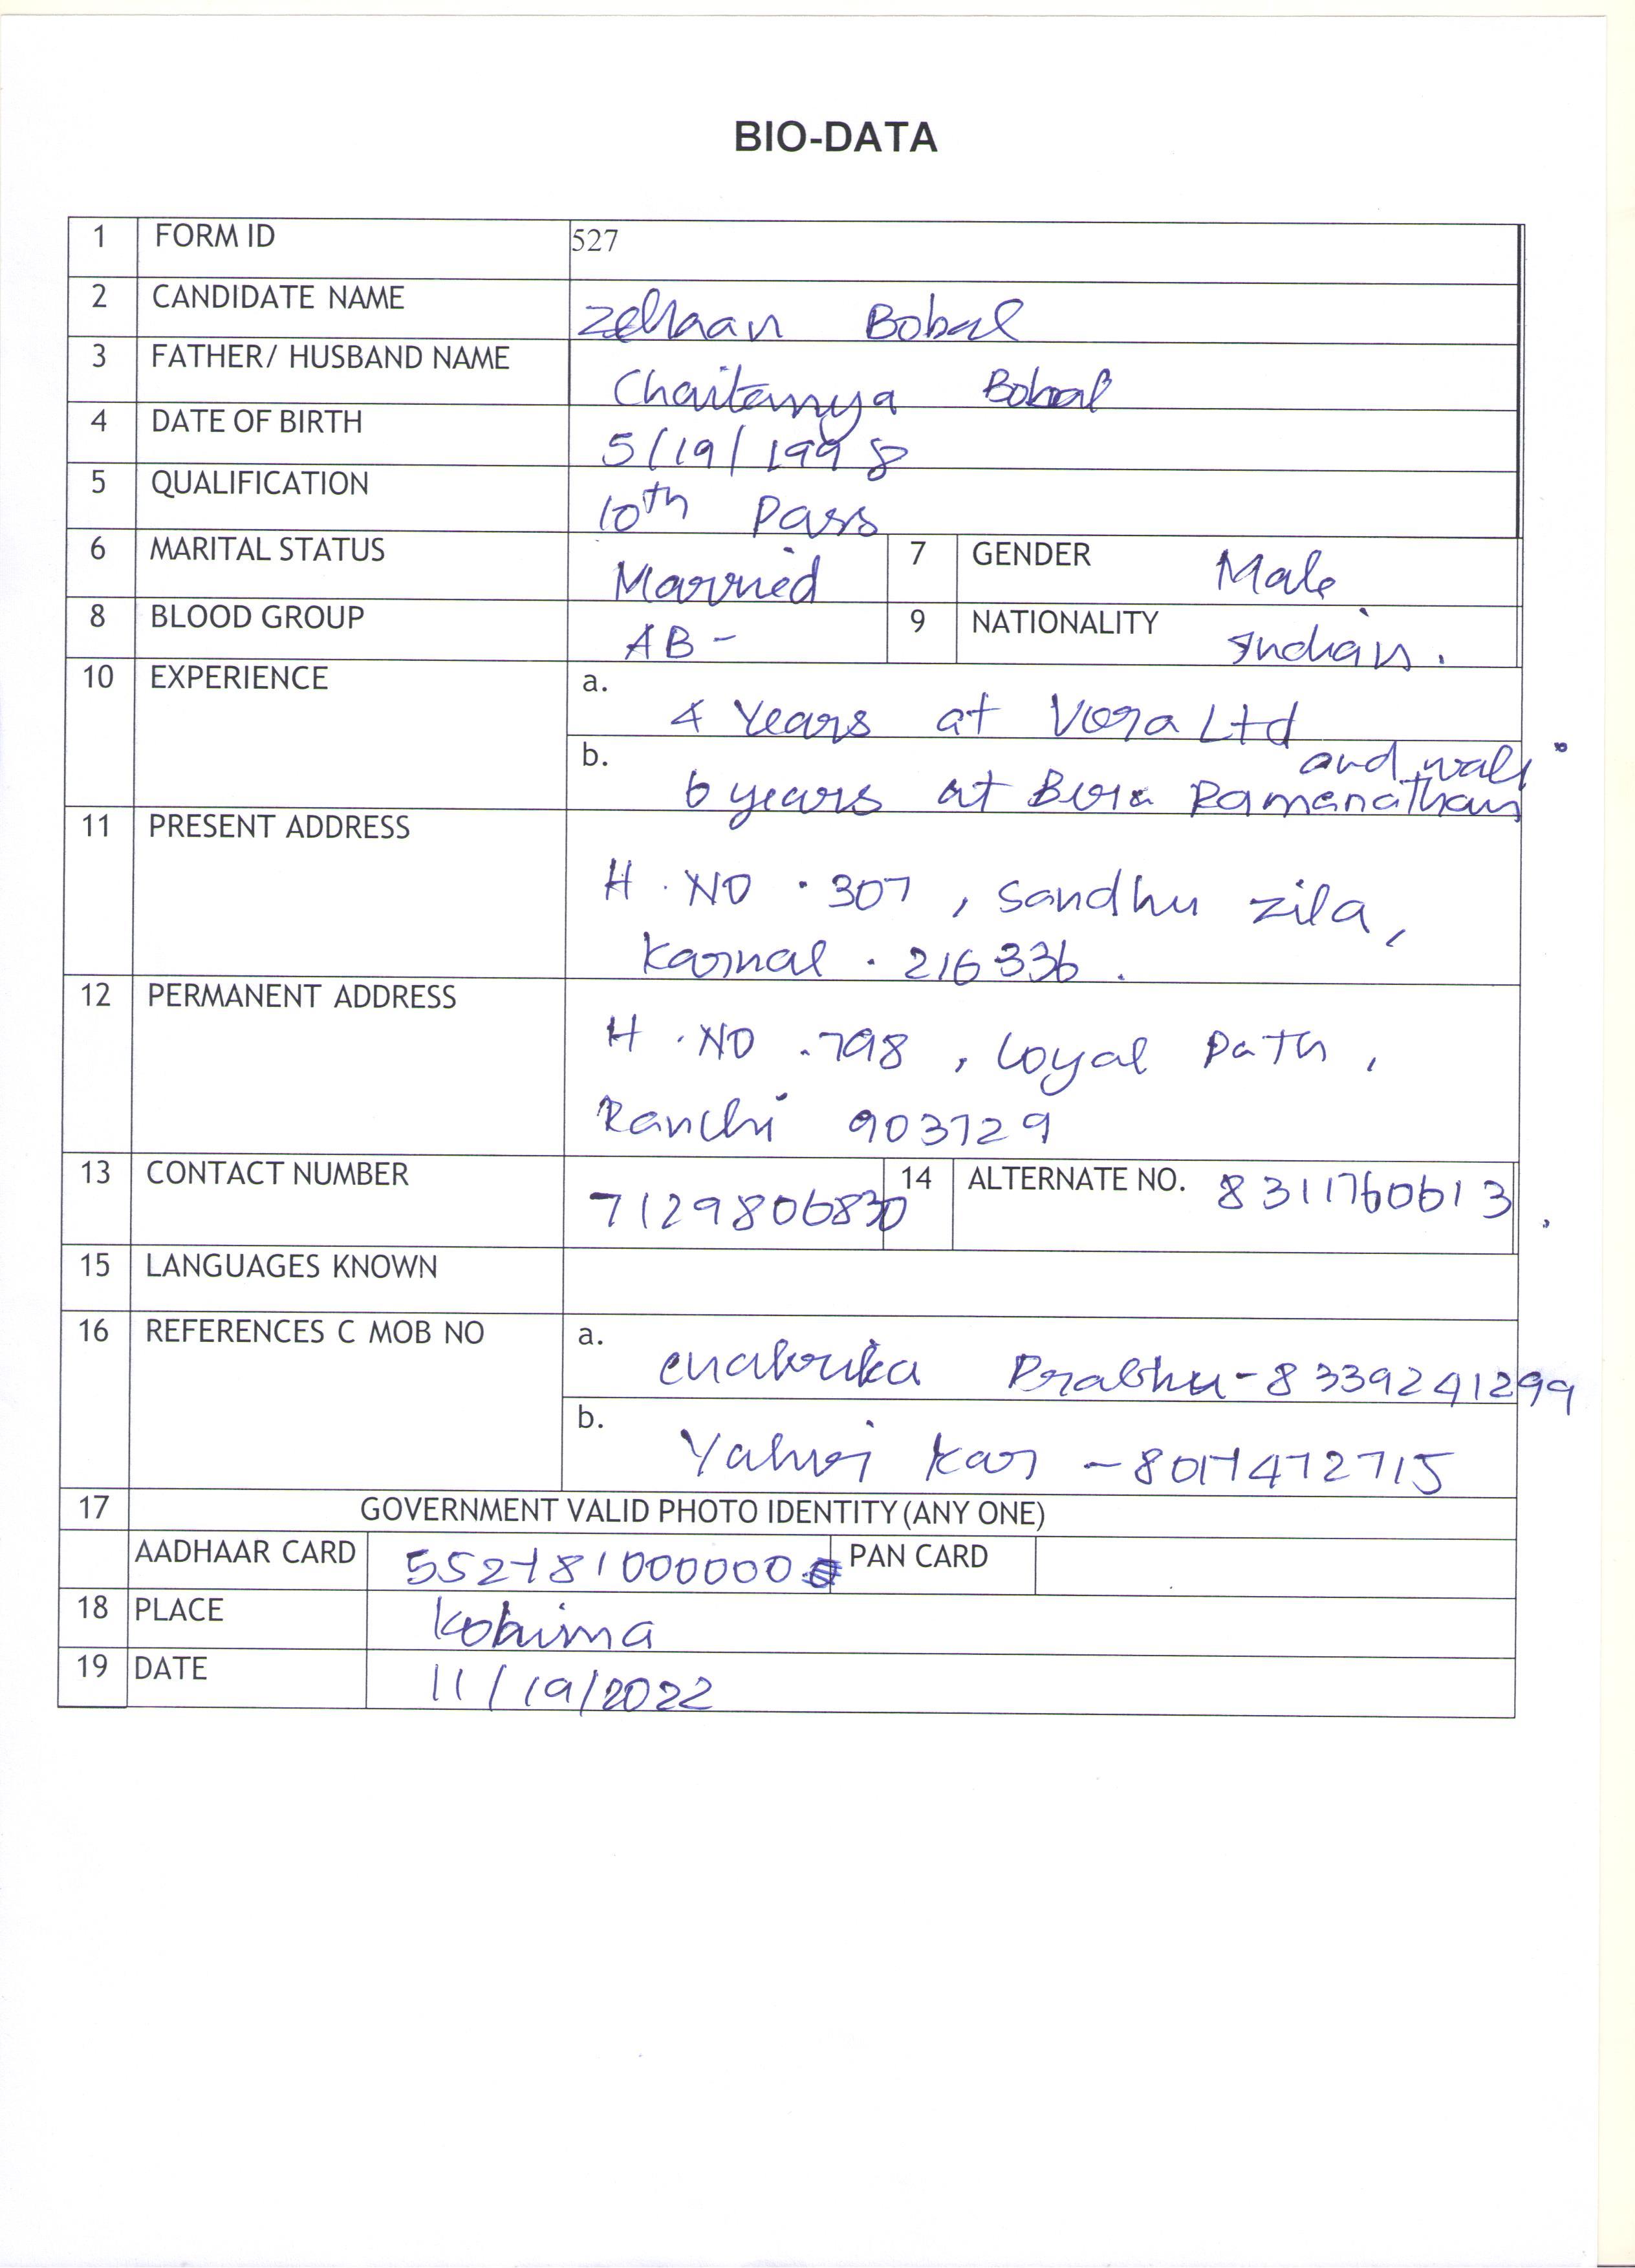 BIO-DATA
1 FORM ID 527
2 CANDIDATE NAME Zehaan Bobal
3 FATHER/ HUSBAND NAME Chaitanya Bobal
4 DATE OF BIRTH 5/19/1998
5 QUALIFICATION 10th Pass
6 MARITAL STATUS Married 7 GENDER Male
8 BLOOD GROUP AB- 9 NATIONALITY Indian.
10 EXPERIENCE a. 4 Years at Vora Ltd
b. 6 years at Bora Ramanathan and wali
11 PRESENT ADDRESS
H.NO.307, Sandhu zila,
Karnal. 216336.
12 PERMANENT ADDRESS
H.NO.798, Loyal Path,
Ranchi 903729
13 CONTACT NUMBER 7129806830 14 ALTERNATE NO. 8311760613
15 LANGUAGES KNOWN
16 REFERENCES C MOB NO a. Prabhu-8339241299
b. Kar -8017472715
17 GOVERNMENT VALID PHOTO IDENTITY(ANY ONE)
AADHAAR CARD 552781000000 PAN CARD
18 PLACE Kohima
19 DATE 11/19/2022